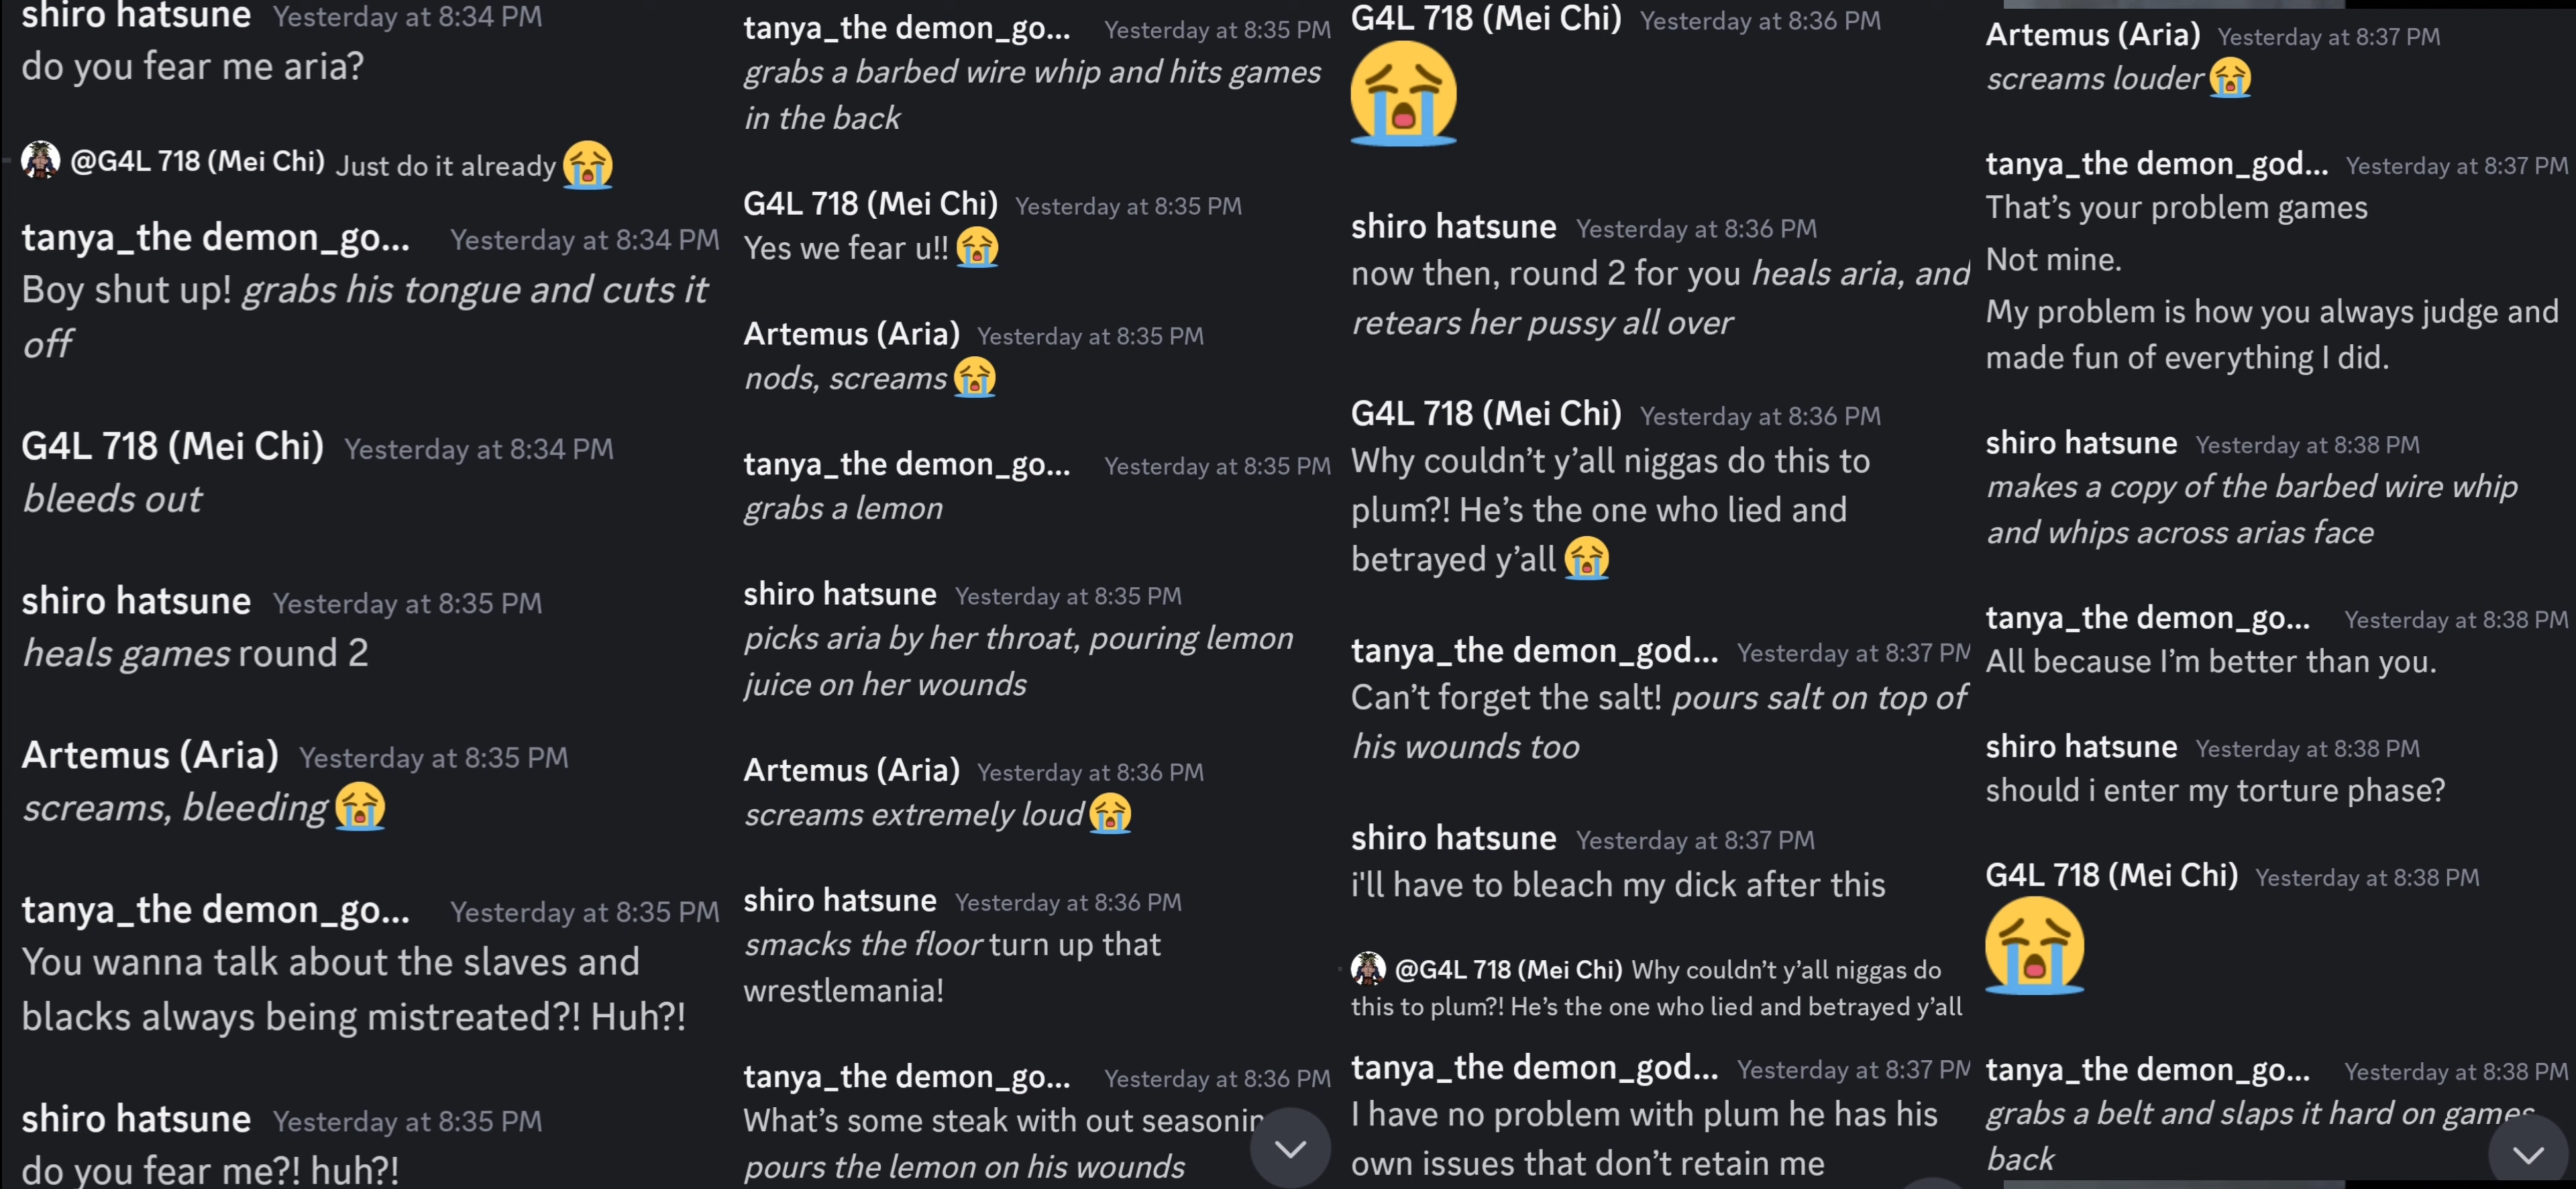 shiro hatsune Yesterday at 8:34 PM
do you fear me aria?
@G4L 718 (Mei Chi) Just do it already 😭
tanya_the demon_go... Yesterday at 8:34 PM
Boy shut up! grabs his tongue and cuts it
off
G4L 718 (Mei Chi) Yesterday at 8:34 PM
bleeds out
shiro hatsune Yesterday at 8:35 PM
heals games round 2
Artemus (Aria) Yesterday at 8:35 PM
screams, bleeding 😭
tanya_the demon_go... Yesterday at 8:35 PM
You wanna talk about the slaves and
blacks always being mistreated?! Huh?!
shiro hatsune Yesterday at 8:35 PM
do you fear me?! huh?!
tanya_the demon_go... Yesterday at 8:35 PM
grabs a barbed wire whip and hits games
in the back
G4L 718 (Mei Chi) Yesterday at 8:35 PM
Yes we fear u!! 😭
Artemus (Aria) Yesterday at 8:35 PM
nods, screams 😭
tanya_the demon_go... Yesterday at 8:35 PM
grabs a lemon
shiro hatsune Yesterday at 8:35 PM
picks aria by her throat, pouring lemon
juice on her wounds
Artemus (Aria) Yesterday at 8:36 PM
screams extremely loud 😭
shiro hatsune Yesterday at 8:36 PM
smacks the floor turn up that
wrestlemania!
tanya_the demon_go... Yesterday at 8:36 PM
What's some steak with out seasonin
pours the lemon on his wounds
G4L 718 (Mei Chi) Yesterday at 8:36 PM
😭
shiro hatsune Yesterday at 8:36 PM
now then, round 2 for you heals aria, and
retears her pussy all over
G4L 718 (Mei Chi) Yesterday at 8:36 PM
Why couldn't y'all niggas do this to
plum?! He's the one who lied and
betrayed y'all 😭
tanya_the demon_god... Yesterday at 8:37 PM
Can't forget the salt! pours salt on top of
his wounds too
shiro hatsune Yesterday at 8:37 PM
i'll have to bleach my dick after this
@G4L 718 (Mei Chi) Why couldn't y'all niggas do
this to plum?! He's the one who lied and betrayed y'all
tanya_the demon_god... Yesterday at 8:37 PM
I have no problem with plum he has his
own issues that don't retain me
Artemus (Aria) Yesterday at 8:37 PM
screams louder 😭
tanya_the demon_god... Yesterday at 8:37 PM
That's your problem games
Not mine.
My problem is how you always judge and
made fun of everything I did.
shiro hatsune Yesterday at 8:38 PM
makes a copy of the barbed wire whip
and whips across arias face
tanya_the demon_go... Yesterday at 8:38 PM
All because I'm better than you.
shiro hatsune Yesterday at 8:38 PM
should i enter my torture phase?
G4L 718 (Mei Chi) Yesterday at 8:38 PM
😭
tanya_the demon_go... Yesterday at 8:38 PM
grabs a belt and slaps it hard on games
back